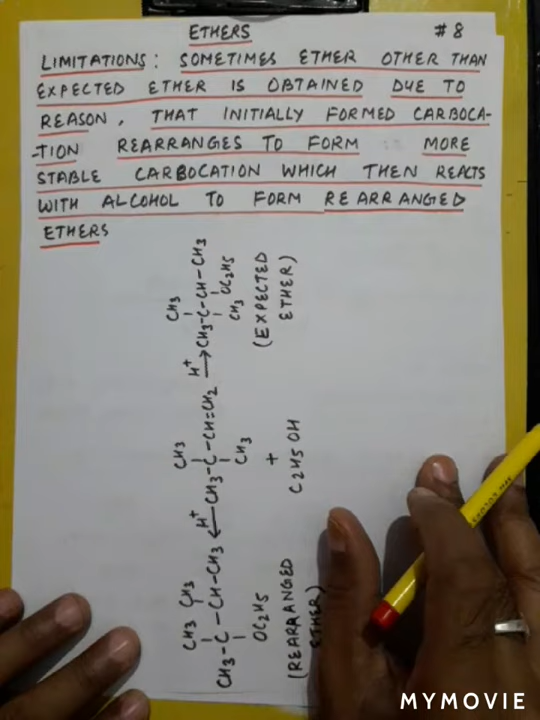 ETHERS #8
LIMITATIONS: SOMETIMES ETHER OTHER THAN
EXPECTED ETHER IS OBTAINED DUE TO
REASON, THAT INITIALLY FORMED CARBOCA-
-TION REARRANGES TO FORM MORE
STABLE CARBOCATION WHICH THEN REACTS
WITH ALCOHOL TO FORM REARRANGED
ETHERS
CH3 CH3
CH3-C-CH-CH3
OC2H5
(REARRANGED
ETHER)
H+
CH3
CH3-C-CH=CH2
CH3
+
C2H5OH
H+
CH3
CH3-C-CH-CH3
CH3 OC2H5
(EXPECTED
ETHER)
MYMOVIE